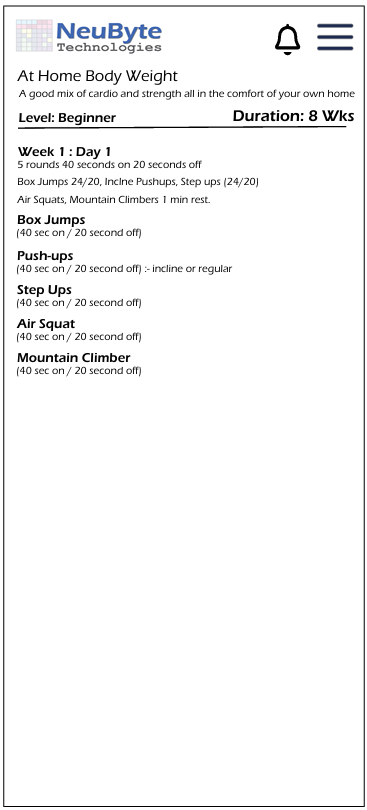 NeuByte
Technologies
At Home Body Weight
A good mix of cardio and strength all in the comfort of your own home
Level: Beginner Duration: 8 Wks
Week 1 : Day 1
5 rounds 40 seconds on 20 seconds off
Box Jumps 24/20, Inclne Pushups, Step ups (24/20)
Air Squats, Mountain Climbers 1 min rest.
Box Jumps
(40 sec on / 20 second off)
Push-ups
(40 sec on / 20 second off) :- incline or regular
Step Ups
(40 sec on / 20 second off)
Air Squat
(40 sec on / 20 second off)
Mountain Climber
(40 sec on / 20 second off)